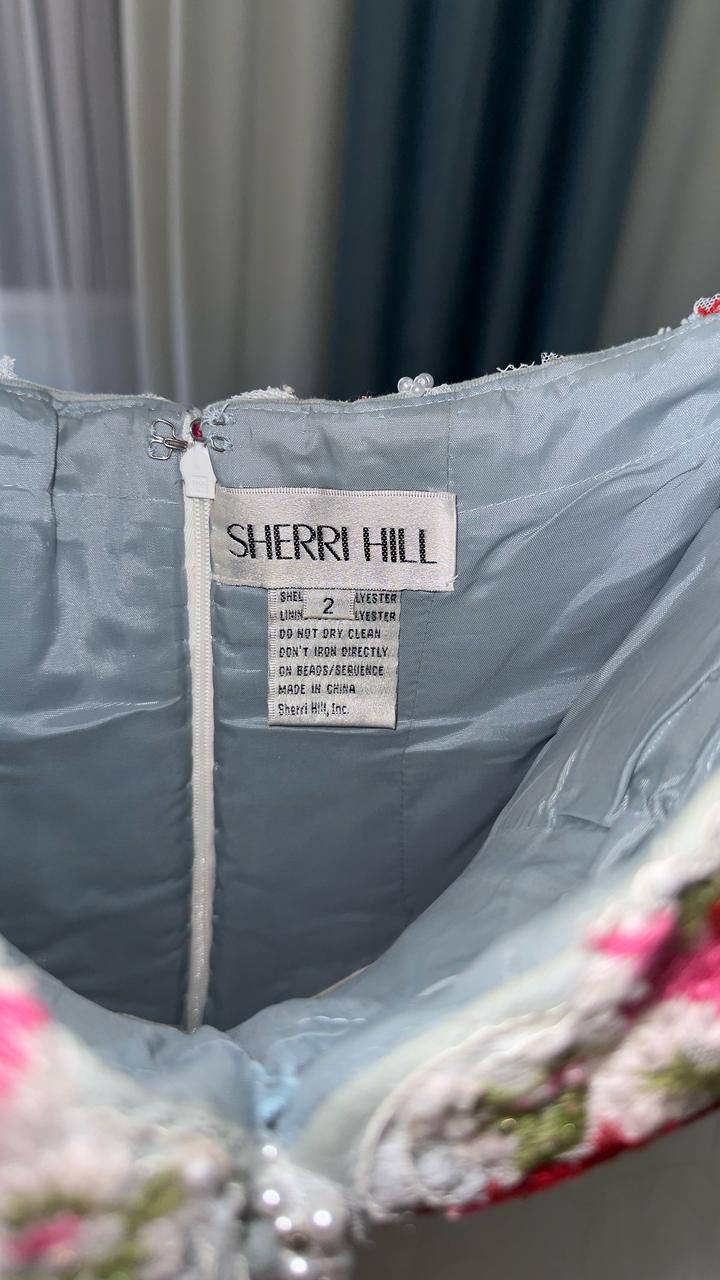 SHERRI HILL
2
SHEL LYESTER
LININ LYESTER
DO NOT DRY CLEAN
DON'T IRON DIRECTLY
ON BEADS/SEQUENCE
MADE IN CHINA
Sherri Hill, Inc.